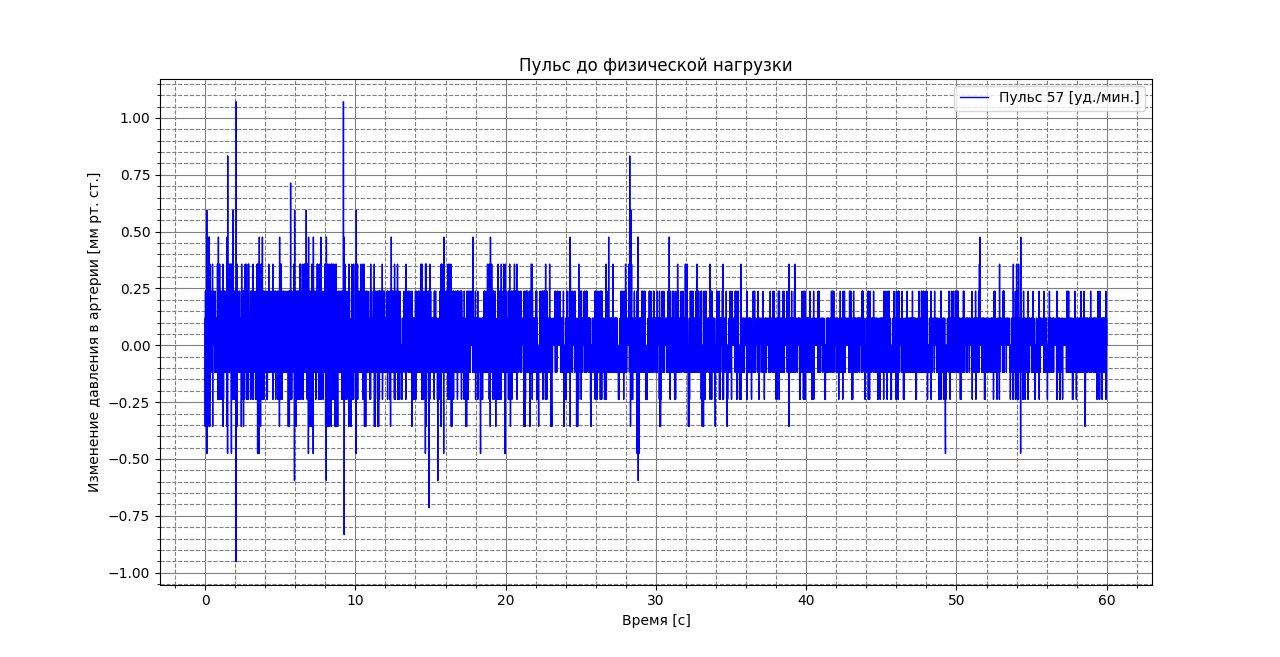 Пульс до физической нагрузки
Пульс 57 [уд./мин.]
Изменение давления в артерии [мм рт. ст.]
1.00
0.75
0.50
0.25
0.00
−0.25
−0.50
−0.75
−1.00
0 10 20 30 40 50 60
Время [с]